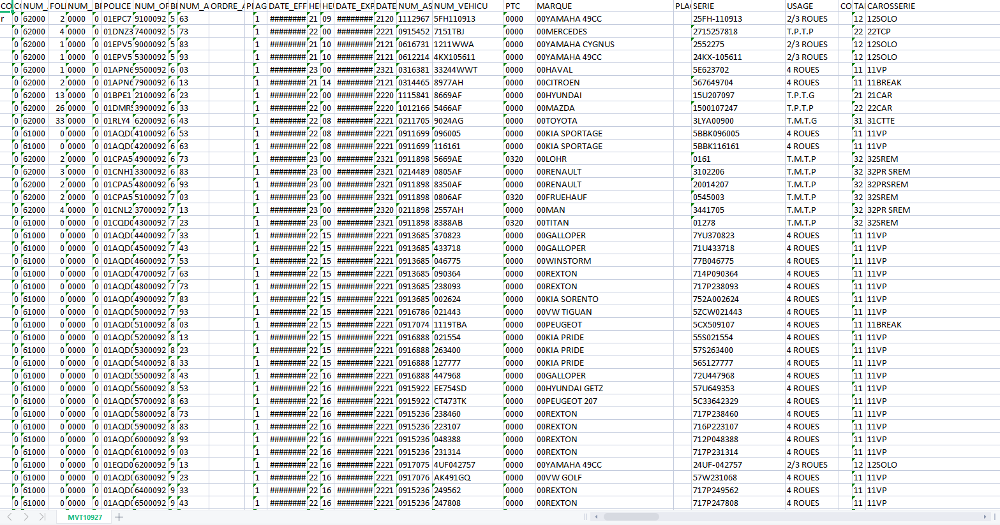 CO C NUM_ FOLI NUM_ BI POLICE NUM_OF BI NUM_A ORDRE_A PI AG DATE_EFF HEU HEU DATE_EXP DATE NUM_AS NUM_VEHICU PTC MARQUE PLAC SERIE USAGE CO TAI CAROSSERIE
r 0 62000 2 0000 0 01EPC7 9100092 5 63 1 ######## 21 09 ######## 2120 1112967 5FH110913 0000 00YAMAHA 49CC 25FH-110913 2/3 ROUES 12 12SOLO
0 62000 4 0000 0 01DNZ3 7400092 5 73 1 ######## 22 00 ######## 2221 0915452 7151TBJ 0000 00MERCEDES 2715257818 T.P.T.P 22 22TCP
0 62000 1 0000 0 01EPV5 9000092 5 83 1 ######## 21 10 ######## 2121 0616731 1211WWA 0000 00YAMAHA CYGNUS 2552275 2/3 ROUES 12 12SOLO
0 62000 1 0000 0 01EPV5 5300092 5 93 1 ######## 21 10 ######## 2121 0612214 4KX105611 0000 00YAMAHA 49CC 24KX-105611 2/3 ROUES 12 12SOLO
0 62000 1 0000 0 01APN6 9500092 6 03 1 ######## 23 00 ######## 2321 0316381 33244WWT 0000 00HAVAL 5E623702 4 ROUES 11 11VP
0 62000 2 0000 0 01APN6 7900092 6 13 1 ######## 21 14 ######## 2121 0314465 8977AH 0000 00CITROEN 567649704 4 ROUES 11 11BREAK
0 62000 13 0000 0 01BPE1 2100092 6 23 1 ######## 22 00 ######## 2220 1115841 8669AF 0000 00HYUNDAI 15U207097 T.P.T.G 21 21CAR
0 62000 26 0000 0 01DMR5 3900092 6 33 1 ######## 22 00 ######## 2220 1012166 5466AF 0000 00MAZDA 1500107247 T.P.T.P 22 22CAR
0 62000 33 0000 0 01RLY4 6200092 6 43 1 ######## 22 08 ######## 2221 0211705 9024AG 0000 00TOYOTA 3LYA00900 T.M.T.G 31 31CTTE
0 61000 0 0000 0 01AQD0 4100092 6 53 1 ######## 22 08 ######## 2221 0911699 096005 0000 00KIA SPORTAGE 5BBK096005 4 ROUES 11 11VP
0 61000 0 0000 0 01AQD0 4200092 6 63 1 ######## 22 08 ######## 2221 0911699 116161 0000 00KIA SPORTAGE 5BBK116161 4 ROUES 11 11VP
0 62000 2 0000 0 01CPA5 4900092 6 73 1 ######## 23 00 ######## 2321 0911898 5669AE 0320 00LOHR 0161 T.M.T.P 32 32SREM
0 62000 3 0000 0 01CNH1 3300092 6 83 1 ######## 23 00 ######## 2321 0214489 0805AF 0000 00RENAULT 3102206 T.M.T.P 32 32PR SREM
0 62000 2 0000 0 01CPA5 4800092 6 93 1 ######## 23 00 ######## 2321 0911898 8350AF 0000 00RENAULT 20014207 T.M.T.P 32 32PRSREM
0 62000 2 0000 0 01CPA5 5100092 7 03 1 ######## 23 00 ######## 2321 0911898 0806AF 0320 00FRUEHAUF 0545003 T.M.T.P 32 32SREM
0 62000 4 0000 0 01CNL2 3700092 7 13 1 ######## 23 00 ######## 2320 0211898 2557AH 0000 00MAN 3441705 T.M.T.P 32 32PR SREM
0 61000 0 0000 0 01CQD0 4300092 7 23 1 ######## 23 00 ######## 2321 0911898 8388AB 0320 00TITAN 01278 T.M.T.P 32 32SREM
0 61000 0 0000 0 01AQD0 4400092 7 33 1 ######## 22 15 ######## 2221 0913685 370823 0000 00GALLOPER 7YU370823 4 ROUES 11 11VP
0 61000 0 0000 0 01AQD0 4500092 7 43 1 ######## 22 15 ######## 2221 0913685 433718 0000 00GALLOPER 71U433718 4 ROUES 11 11VP
0 61000 0 0000 0 01AQD0 4600092 7 53 1 ######## 22 15 ######## 2221 0913685 046775 0000 00WINSTORM 77B046775 4 ROUES 11 11VP
0 61000 0 0000 0 01AQD0 4700092 7 63 1 ######## 22 15 ######## 2221 0913685 090364 0000 00REXTON 714P090364 4 ROUES 11 11VP
0 61000 0 0000 0 01AQD0 4800092 7 73 1 ######## 22 15 ######## 2221 0913685 238093 0000 00REXTON 717P238093 4 ROUES 11 11VP
0 61000 0 0000 0 01AQD0 4900092 7 83 1 ######## 22 15 ######## 2221 0913685 002624 0000 00KIA SORENTO 752A002624 4 ROUES 11 11VP
0 61000 0 0000 0 01AQD0 5000092 7 93 1 ######## 22 15 ######## 2221 0916786 021443 0000 00VW TIGUAN 5ZCW021443 4 ROUES 11 11VP
0 61000 0 0000 0 01AQD0 5100092 8 03 1 ######## 22 15 ######## 2221 0917074 1119TBA 0000 00PEUGEOT 5CX509107 4 ROUES 11 11BREAK
0 61000 0 0000 0 01AQD0 5200092 8 13 1 ######## 22 15 ######## 2221 0916888 021554 0000 00KIA PRIDE 55S021554 4 ROUES 11 11VP
0 61000 0 0000 0 01AQD0 5300092 8 23 1 ######## 22 15 ######## 2221 0916888 263400 0000 00KIA PRIDE 57S263400 4 ROUES 11 11VP
0 61000 0 0000 0 01AQD0 5400092 8 33 1 ######## 22 15 ######## 2221 0916888 127777 0000 00KIA PRIDE 56S127777 4 ROUES 11 11VP
0 61000 0 0000 0 01AQD0 5500092 8 43 1 ######## 22 16 ######## 2221 0916888 447968 0000 00GALLOPER 72U447968 4 ROUES 11 11VP
0 61000 0 0000 0 01AQD0 5600092 8 53 1 ######## 22 16 ######## 2221 0915922 EE754SD 0000 00HYUNDAI GETZ 57U649353 4 ROUES 11 11VP
0 61000 0 0000 0 01AQD0 5700092 8 63 1 ######## 22 16 ######## 2221 0915922 CT473TK 0000 00PEUGEOT 207 5C33642329 4 ROUES 11 11VP
0 61000 0 0000 0 01AQD0 5800092 8 73 1 ######## 22 16 ######## 2221 0915236 238460 0000 00REXTON 717P238460 4 ROUES 11 11VP
0 61000 0 0000 0 01AQD0 5900092 8 83 1 ######## 22 16 ######## 2221 0915236 223107 0000 00REXTON 716P223107 4 ROUES 11 11VP
0 61000 0 0000 0 01AQD0 6000092 8 93 1 ######## 22 16 ######## 2221 0915236 048388 0000 00REXTON 712P048388 4 ROUES 11 11VP
0 61000 0 0000 0 01AQD0 6100092 9 03 1 ######## 22 16 ######## 2221 0915236 231314 0000 00REXTON 717P231314 4 ROUES 11 11VP
0 61000 0 0000 0 01EQD0 6200092 9 13 1 ######## 22 16 ######## 2221 0917075 4UF042757 0000 00YAMAHA 49CC 24UF-042757 2/3 ROUES 12 12SOLO
0 61000 0 0000 0 01AQD0 6300092 9 23 1 ######## 22 16 ######## 2221 0917076 AK491GQ 0000 00VW GOLF 57W231068 4 ROUES 11 11VP
0 61000 0 0000 0 01AQD0 6400092 9 33 1 ######## 22 16 ######## 2221 0915236 249562 0000 00REXTON 717P249562 4 ROUES 11 11VP
0 61000 0 0000 0 01AQD0 6500092 9 43 1 ######## 22 16 ######## 2221 0915236 247808 0000 00REXTON 717P247808 4 ROUES 11 11VP
MVT10927